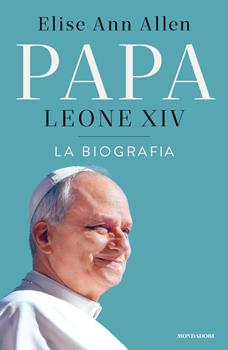 Elise Ann Allen
PAPA
LEONE XIV
LA BIOGRAFIA
MONDADORI